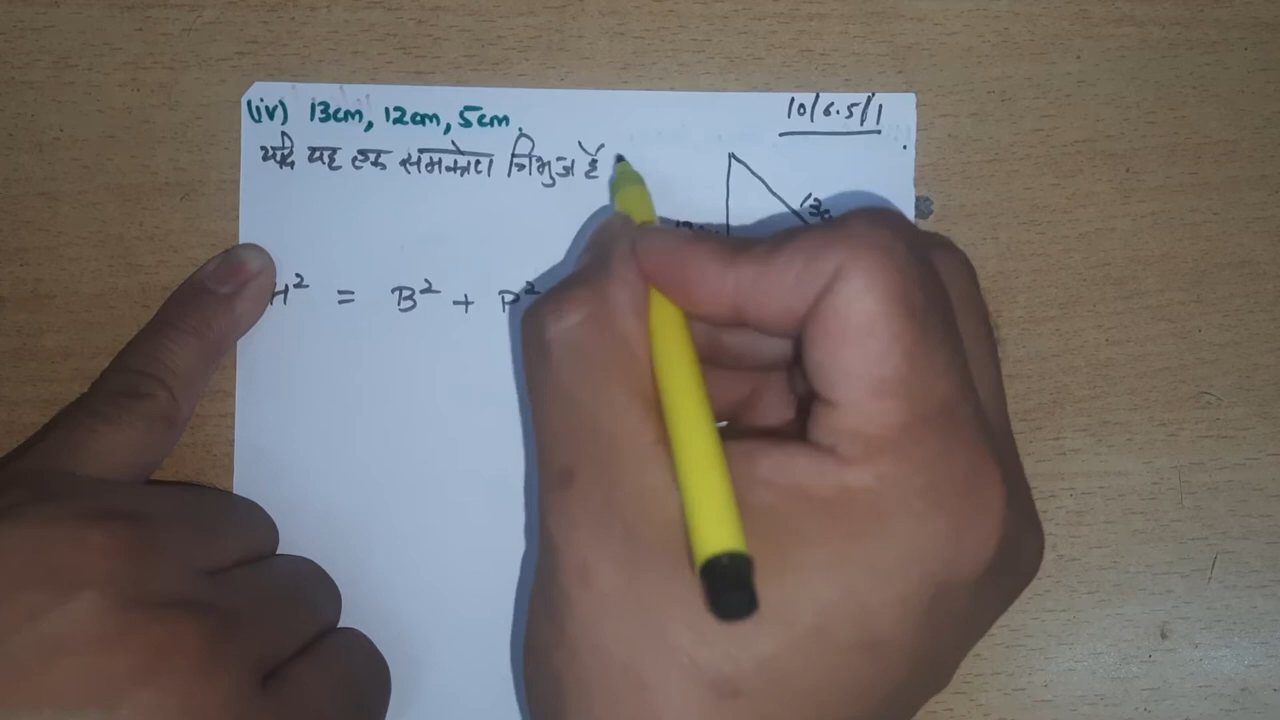 (iv) 13cm, 12cm, 5cm.
10/6.5/1
यदि यह एक समकोण त्रिभुज है
H² = B² + P²